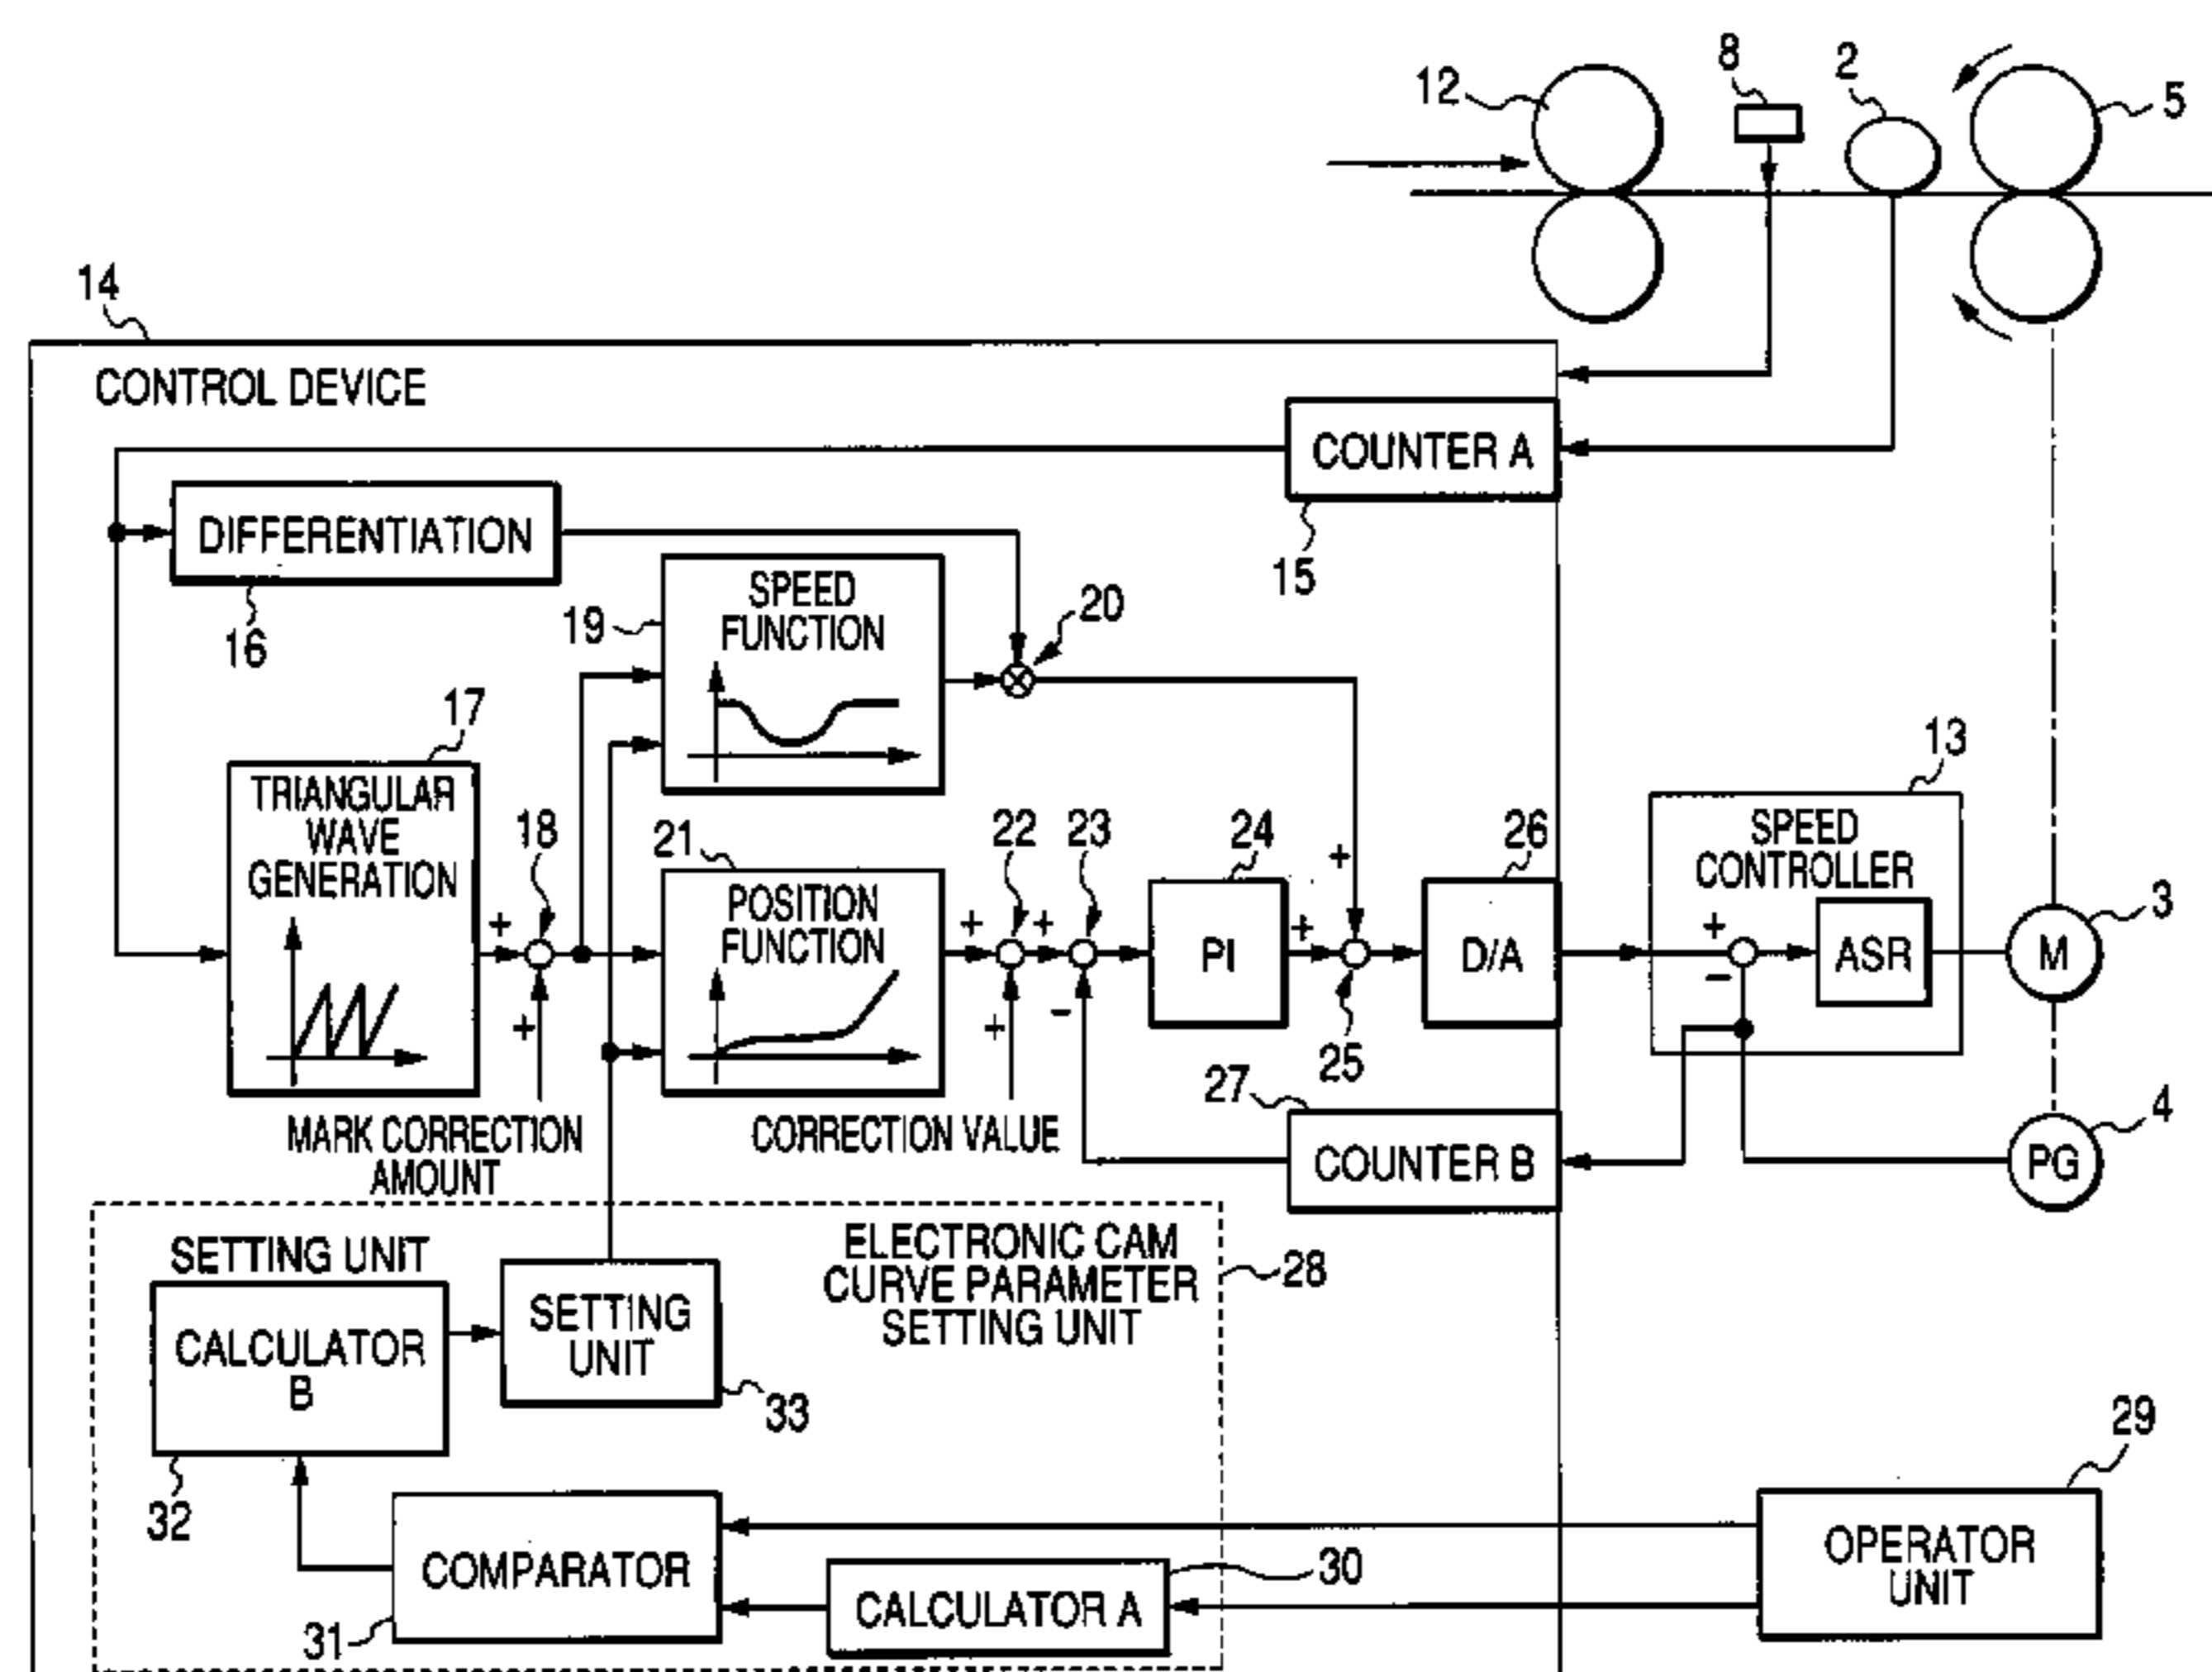 12
8
2
5
14
CONTROL DEVICE
COUNTER A
15
DIFFERENTIATION
16
SPEED
FUNCTION
19
20
17
TRIANGULAR
WAVE
GENERATION
18
+
+
MARK CORRECTION
AMOUNT
21
POSITION
FUNCTION
22
+
+
CORRECTION VALUE
23
+
−
24
PI
+
+
25
26
D/A
13
SPEED
CONTROLLER
+
−
ASR
3
M
4
PG
27
COUNTER B
ELECTRONIC CAM
CURVE PARAMETER
SETTING UNIT
28
SETTING UNIT
CALCULATOR
B
32
SETTING
UNIT
33
COMPARATOR
31
CALCULATOR A
30
29
OPERATOR
UNIT